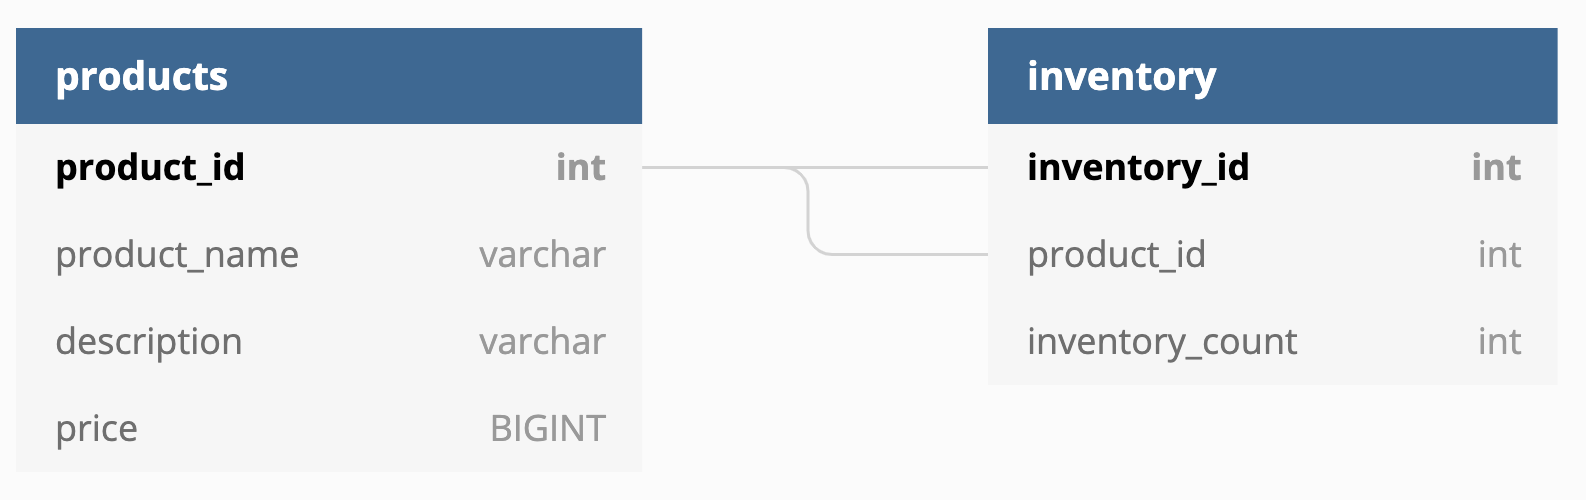 products
product_id int
product_name varchar
description varchar
price BIGINT
inventory
inventory_id int
product_id int
inventory_count int